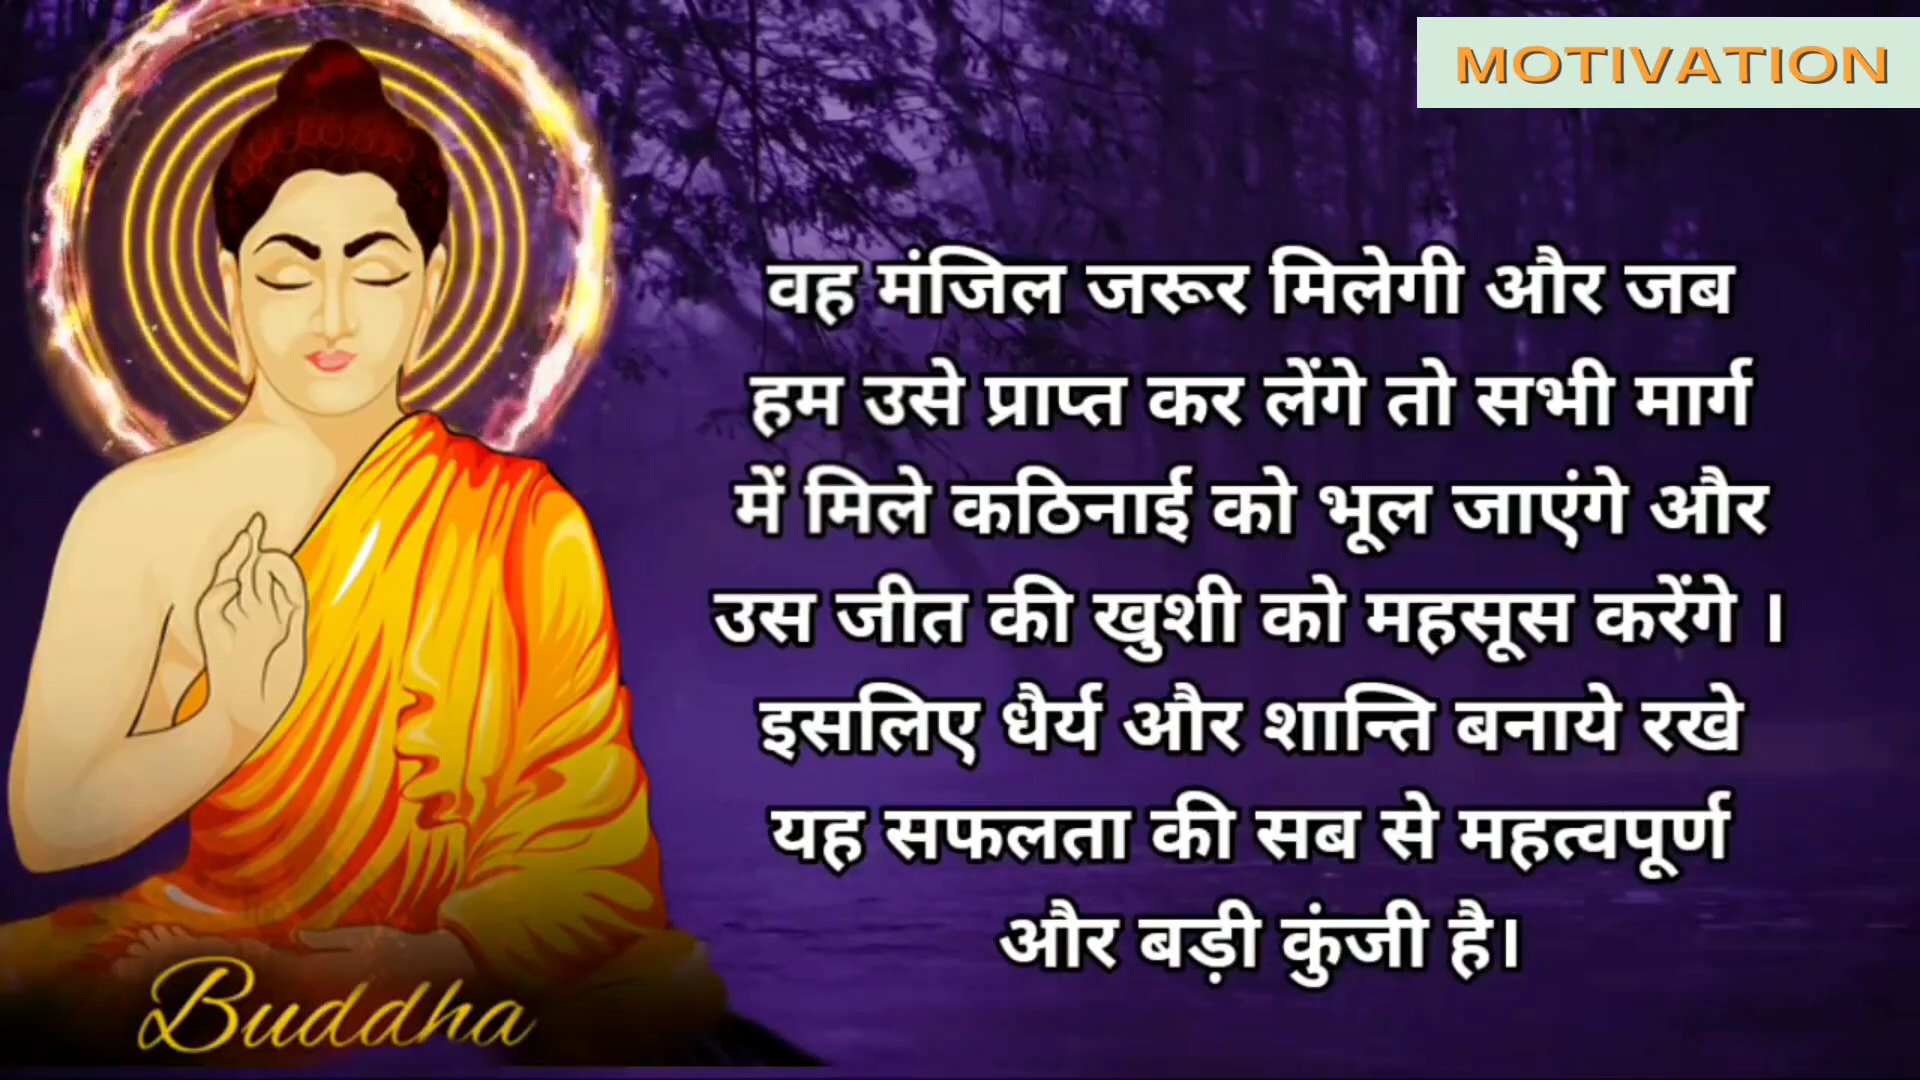 MOTIVATION
वह मंजिल जरूर मिलेगी और जब
हम उसे प्राप्त कर लेंगे तो सभी मार्ग
में मिले कठिनाई को भूल जाएंगे और
उस जीत की खुशी को महसूस करेंगे ।
इसलिए धैर्य और शान्ति बनाये रखे
यह सफलता की सब से महत्वपूर्ण
और बड़ी कुंजी है।
Buddha